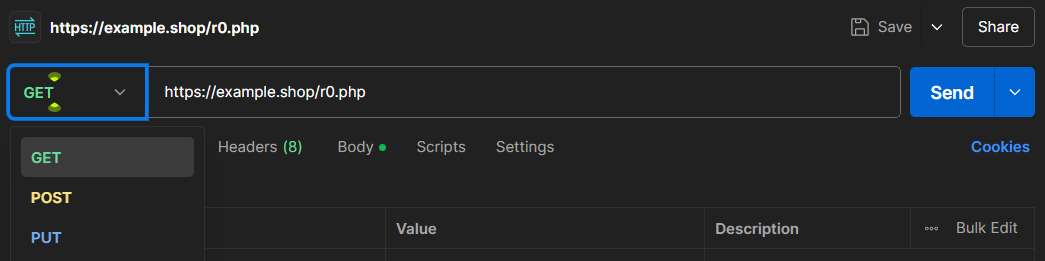 HTTP https://example.shop/r0.php Save Share
GET https://example.shop/r0.php Send
GET Headers (8) Body Scripts Settings Cookies
POST
PUT Value Description Bulk Edit